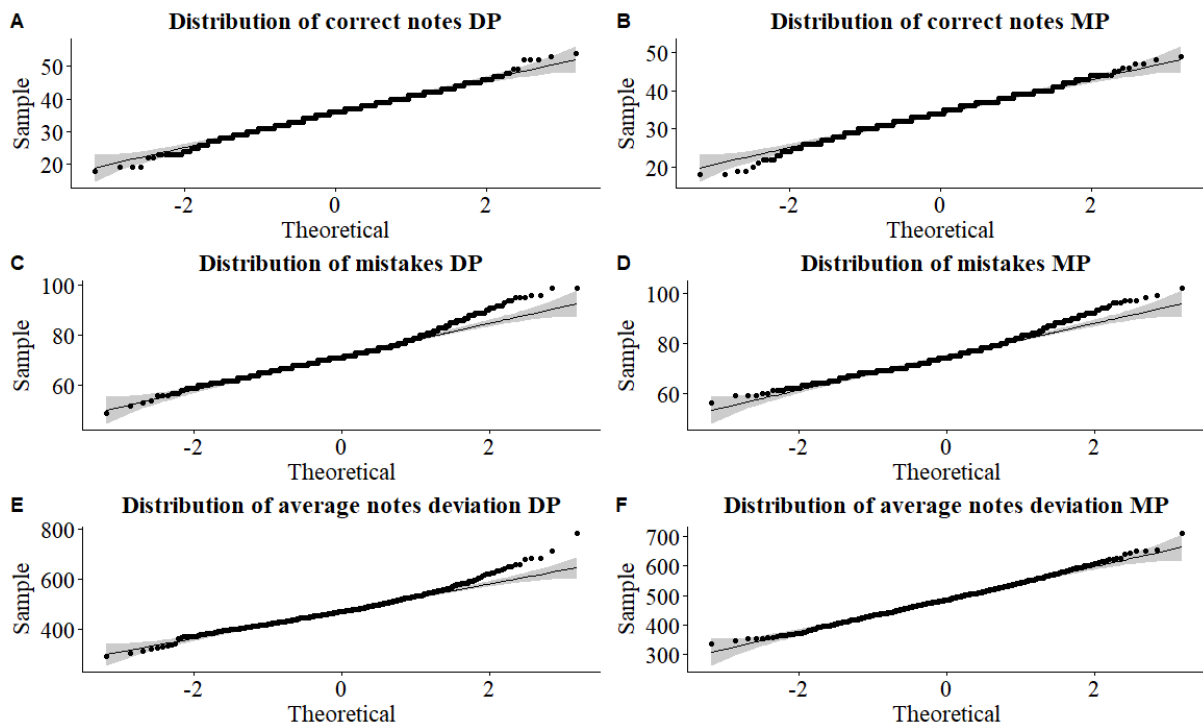 A Distribution of correct notes DP
Sample
50
40
30
20
-2 0 2
Theoretical
B Distribution of correct notes MP
Sample
50
40
30
20
-2 0 2
Theoretical
C Distribution of mistakes DP
Sample
100
80
60
-2 0 2
Theoretical
D Distribution of mistakes MP
Sample
100
80
60
-2 0 2
Theoretical
E Distribution of average notes deviation DP
Sample
800
600
400
-2 0 2
Theoretical
F Distribution of average notes deviation MP
Sample
700
600
500
400
300
-2 0 2
Theoretical